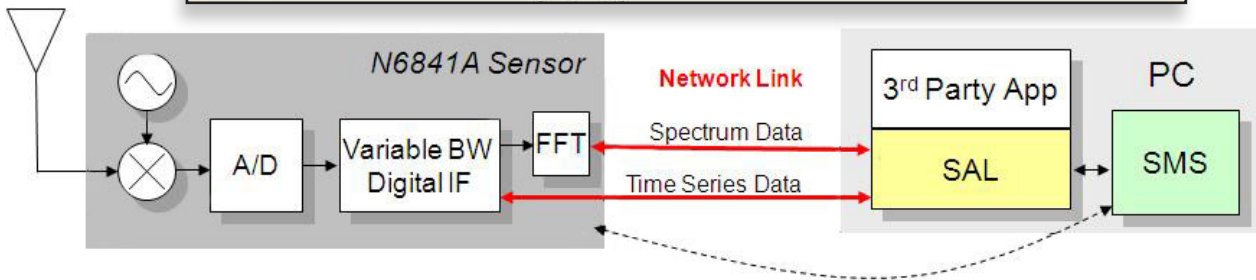 N6841A Sensor
A/D
Variable BW
Digital IF
FFT
Network Link
Spectrum Data
Time Series Data
3rd Party App
SAL
PC
SMS